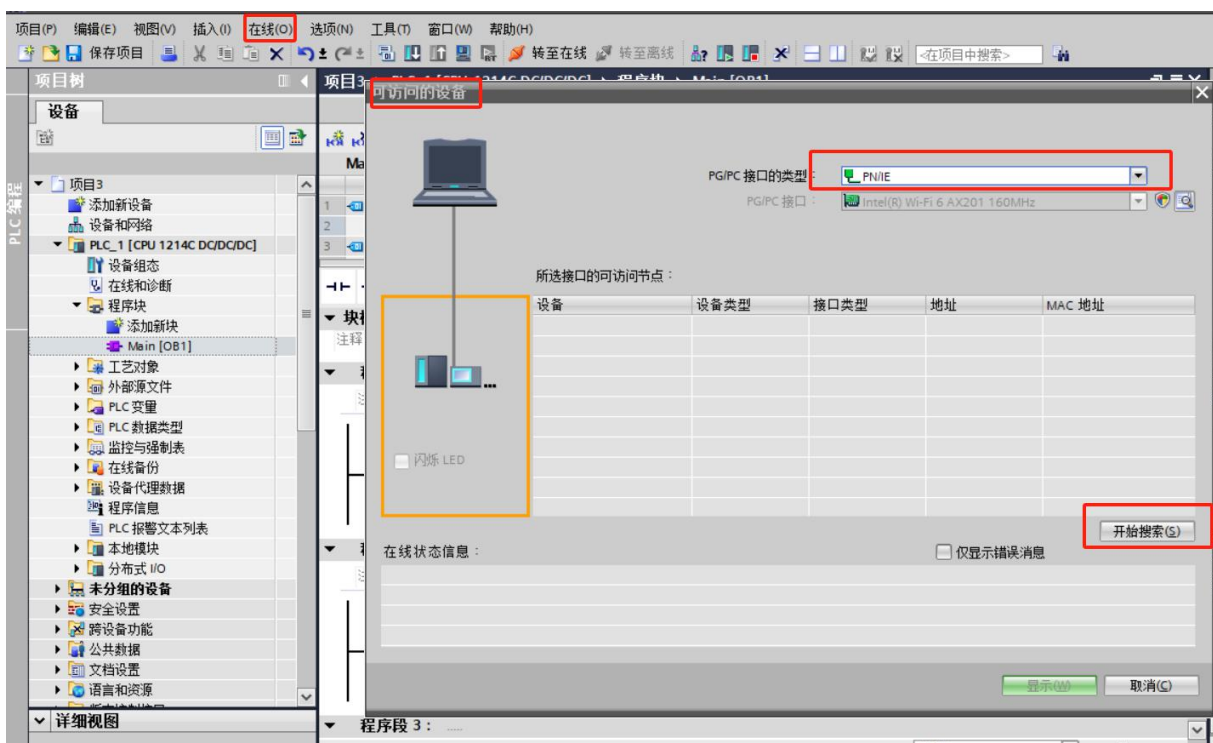 项目(P) 编辑(E) 视图(V) 插入(I) 在线(O) 选项(N) 工具(T) 窗口(W) 帮助(H)
保存项目 转至在线 转至离线 <在项目中搜索>
项目树
设备
项目3
添加新设备
设备和网络
PLC_1 [CPU 1214C DC/DC/DC]
设备组态
在线和诊断
程序块
添加新块
Main [OB1]
工艺对象
外部源文件
PLC 变量
PLC 数据类型
监控与强制表
在线备份
设备代理数据
程序信息
PLC 报警文本列表
本地模块
分布式 I/O
未分组的设备
安全设置
跨设备功能
公共数据
文档设置
语言和资源
详细视图
PLC 编程
项目3
Ma
1
2
3
注释
程序段 3: .....
可访问的设备
PG/PC 接口的类型: PN/IE
PG/PC 接口: Intel(R) Wi-Fi 6 AX201 160MHz
所选接口的可访问节点:
设备 设备类型 接口类型 地址 MAC 地址
闪烁 LED
开始搜索(S)
在线状态信息: 仅显示错误消息
显示(W) 取消(C)